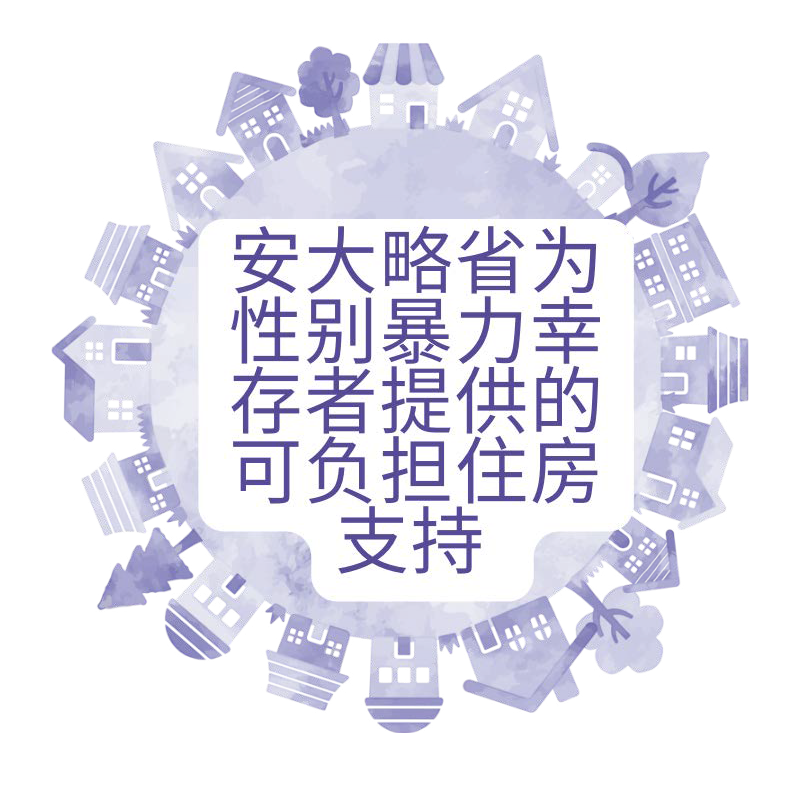 安大略省为
性别暴力幸
存者提供的
可负担住房
支持